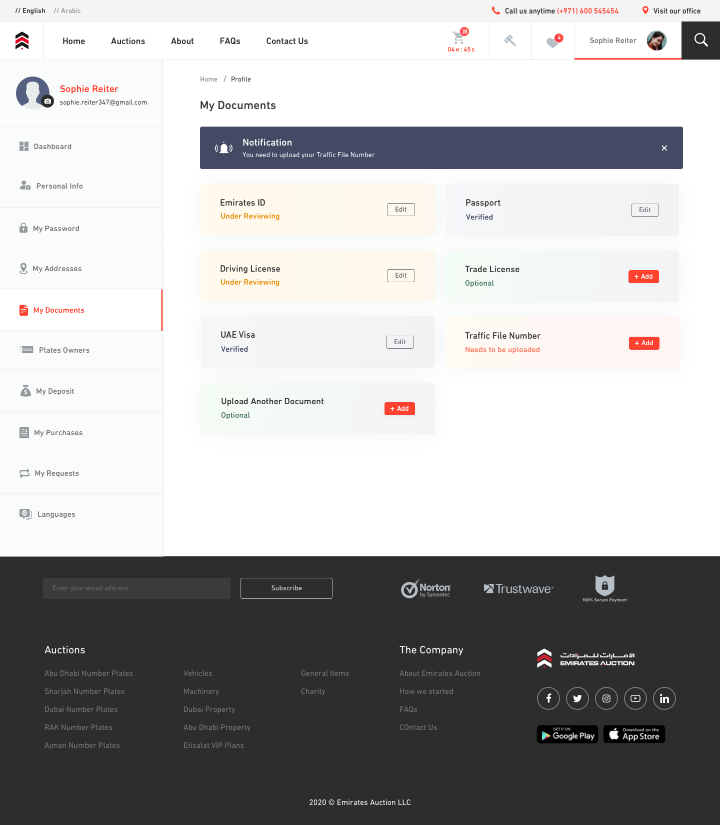 // English
// Arabic
Call us anytime (+971) 600 545454
Visit our office
Home
Auctions
About
FAQs
Contact Us
04M : 45S
4
Sophie Reiter
Sophie Reiter
sophie.reiter347@gmail.com
Dashboard
Personal Info
My Password
My Addresses
My Documents
Plates Owners
My Deposit
My Purchases
My Requests
Languages
Home / Profile
My Documents
Notification
You need to upload your Traffic File Number
Emirates ID
Under Reviewing
Edit
Passport
Verified
Edit
Driving License
Under Reviewing
Edit
Trade License
Optional
+ Add
UAE Visa
Verified
Edit
Traffic File Number
Needs to be uploaded
+ Add
Upload Another Document
Optional
+ Add
Enter your email address
Subscribe
Norton
by Symantec
Trustwave
100% Secure Payment
Auctions
Abu Dhabi Number Plates
Sharjah Number Plates
Dubai Number Plates
RAK Number Plates
Ajman Number Plates
Vehicles
Machinery
Dubai Property
Abu Dhabi Property
Etisalat VIP Plans
General Items
Charity
The Company
About Emirates Auction
How we started
FAQs
COntact Us
الإمارات للمزادات
EMIRATES AUCTION
GET IT ON
Google Play
Download on the
App Store
2020 © Emirates Auction LLC